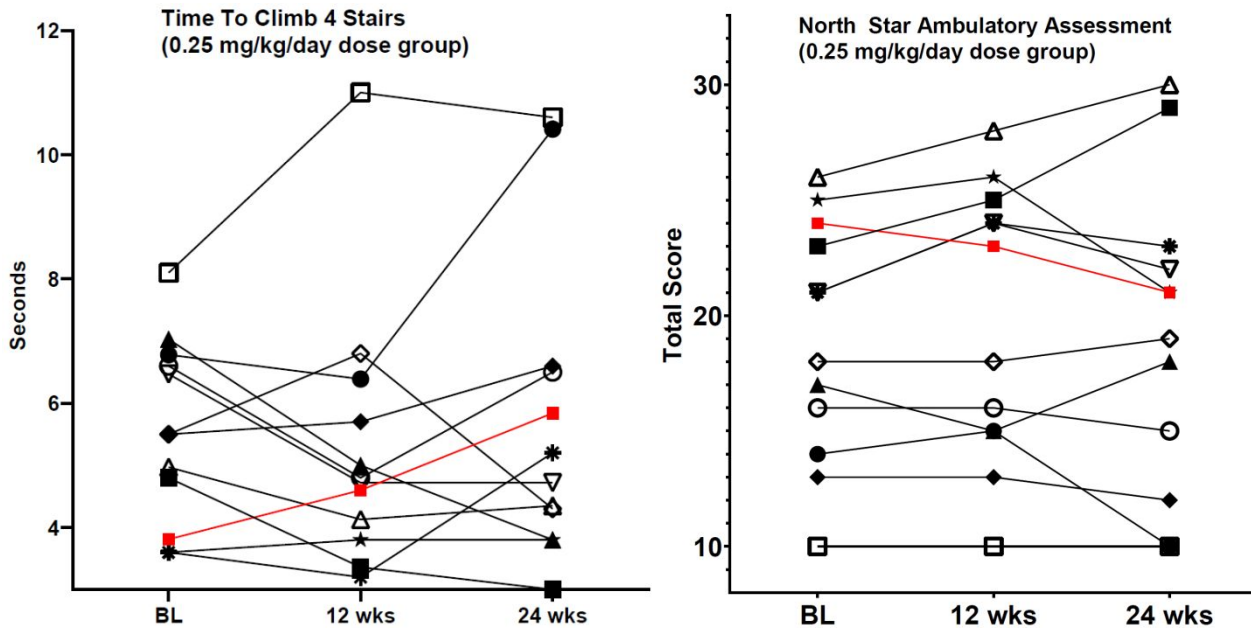 Time To Climb 4 Stairs
(0.25 mg/kg/day dose group)
12
10
8
6
4
Seconds
BL
12 wks
24 wks
North Star Ambulatory Assessment
(0.25 mg/kg/day dose group)
30
20
10
Total Score
BL
12 wks
24 wks